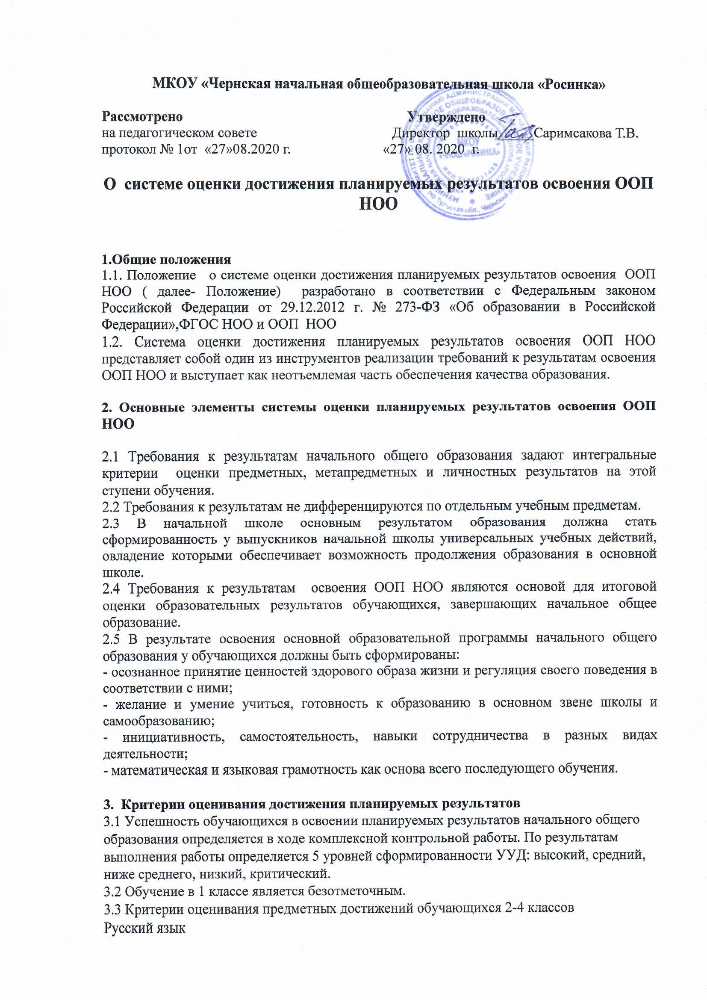 МКОУ «Чернская начальная общеобразовательная школа «Росинка»
Рассмотрено Утверждено
на педагогическом совете Директор школы______Саримсакова Т.В.
протокол № 1от «27»08.2020 г. «27» 08. 2020 г.
МКОУ
«ЧНОШ «РОСИНКА»
О системе оценки достижения планируемых результатов освоения ООП
НОО
1.Общие положения
1.1. Положение о системе оценки достижения планируемых результатов освоения ООП
НОО ( далее- Положение) разработано в соответствии с Федеральным законом
Российской Федерации от 29.12.2012 г. № 273-ФЗ «Об образовании в Российской
Федерации»,ФГОС НОО и ООП НОО
1.2. Система оценки достижения планируемых результатов освоения ООП НОО
представляет собой один из инструментов реализации требований к результатам освоения
ООП НОО и выступает как неотъемлемая часть обеспечения качества образования.
2. Основные элементы системы оценки планируемых результатов освоения ООП
НОО
2.1 Требования к результатам начального общего образования задают интегральные
критерии оценки предметных, метапредметных и личностных результатов на этой
ступени обучения.
2.2 Требования к результатам не дифференцируются по отдельным учебным предметам.
2.3 В начальной школе основным результатом образования должна стать
сформированность у выпускников начальной школы универсальных учебных действий,
овладение которыми обеспечивает возможность продолжения образования в основной
школе.
2.4 Требования к результатам освоения ООП НОО являются основой для итоговой
оценки образовательных результатов обучающихся, завершающих начальное общее
образование.
2.5 В результате освоения основной образовательной программы начального общего
образования у обучающихся должны быть сформированы:
- осознанное принятие ценностей здорового образа жизни и регуляция своего поведения в
соответствии с ними;
- желание и умение учиться, готовность к образованию в основном звене школы и
самообразованию;
- инициативность, самостоятельность, навыки сотрудничества в разных видах
деятельности;
- математическая и языковая грамотность как основа всего последующего обучения.
3. Критерии оценивания достижения планируемых результатов
3.1 Успешность обучающихся в освоении планируемых результатов начального общего
образования определяется в ходе комплексной контрольной работы. По результатам
выполнения работы определяется 5 уровней сформированности УУД: высокий, средний,
ниже среднего, низкий, критический.
3.2 Обучение в 1 классе является безотметочным.
3.3 Критерии оценивания предметных достижений обучающихся 2-4 классов
Русский язык